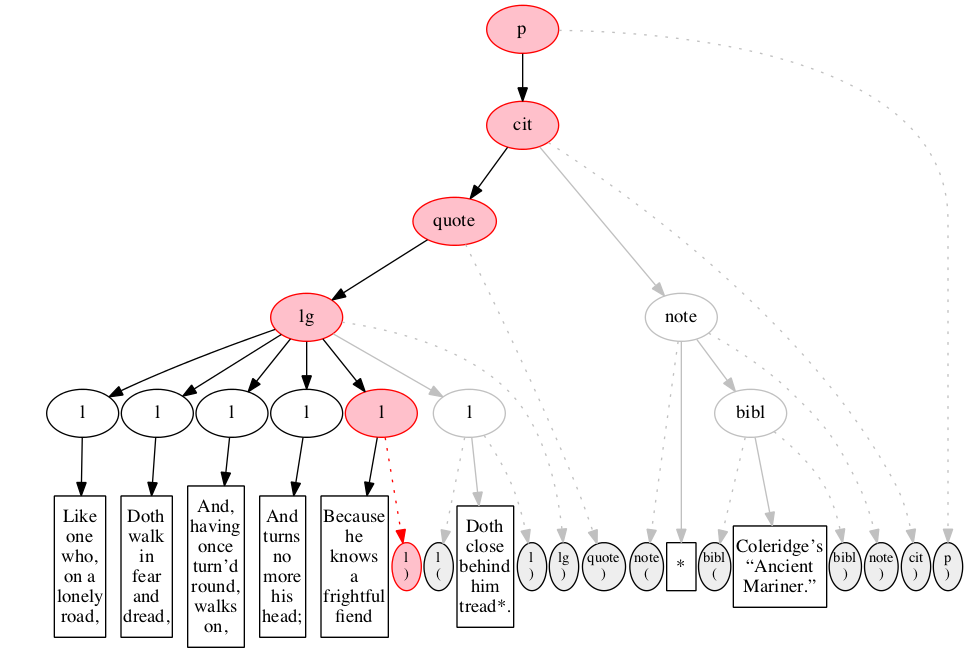 p
cit
quote
lg
note
l
l
l
l
l
l
bibl
Like
one
who,
on a
lonely
road,
Doth
walk
in
fear
and
dread,
And,
having
once
turn’d
round,
walks
on,
And
turns
no
more
his
head;
Because
he
knows
a
frightful
fiend
l
)
l
(
Doth
close
behind
him
tread*.
l
)
lg
)
quote
)
note
(
*
bibl
(
Coleridge’s
“Ancient
Mariner.”
bibl
)
note
)
cit
)
p
)